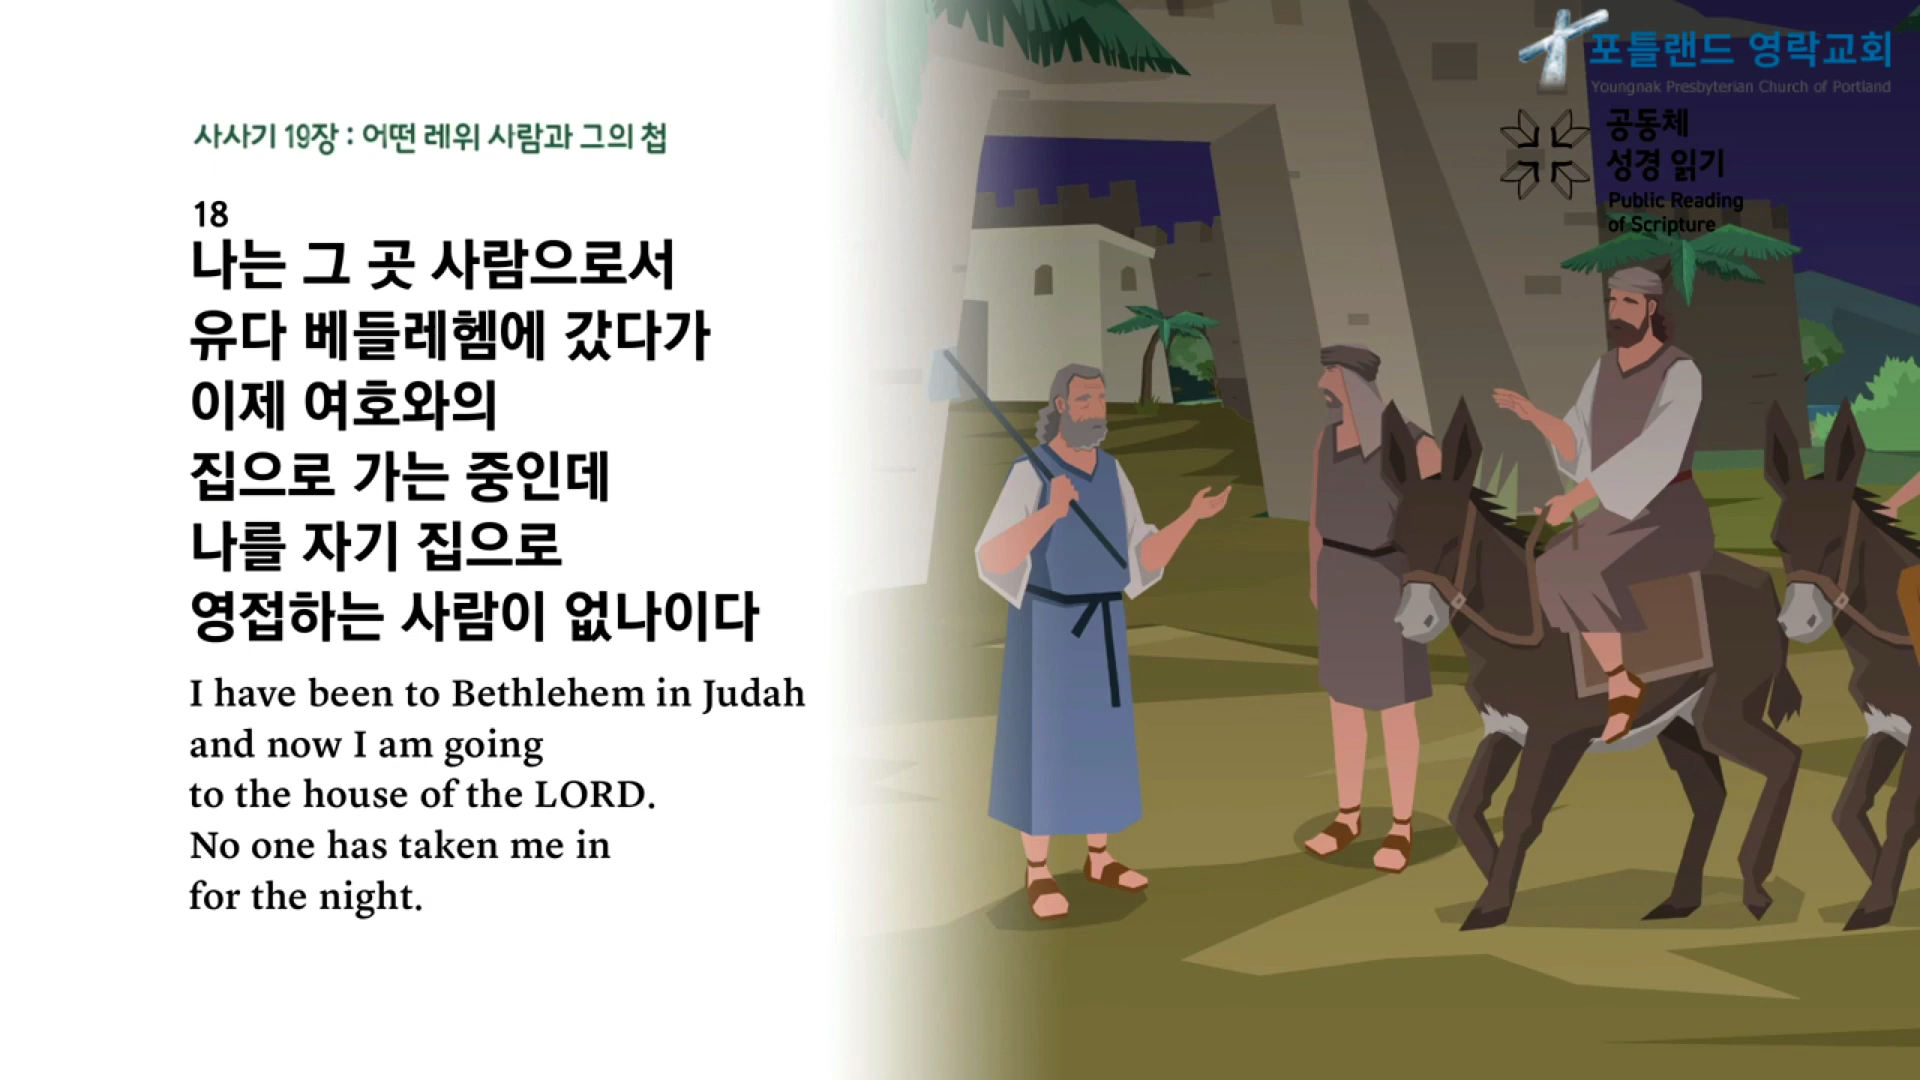 포틀랜드 영락교회
Youngnak Presbyterian Church of Portland
공동체
성경 읽기
Public Reading
of Scripture
사사기 19장 : 어떤 레위 사람과 그의 첩
18
나는 그 곳 사람으로서
유다 베들레헴에 갔다가
이제 여호와의
집으로 가는 중인데
나를 자기 집으로
영접하는 사람이 없나이다
I have been to Bethlehem in Judah
and now I am going
to the house of the LORD.
No one has taken me in
for the night.